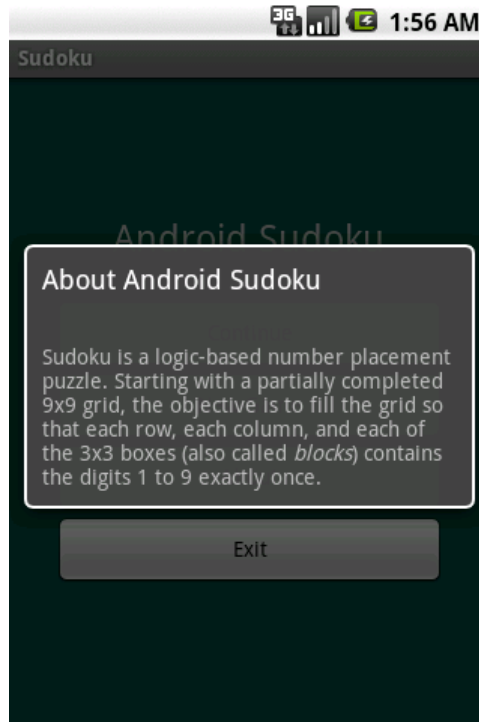 3G 1:56 AM
Sudoku
Android Sudoku
About Android Sudoku
Continue
Sudoku is a logic-based number placement
puzzle. Starting with a partially completed
9x9 grid, the objective is to fill the grid so
that each row, each column, and each of
the 3x3 boxes (also called blocks) contains
the digits 1 to 9 exactly once.
Exit